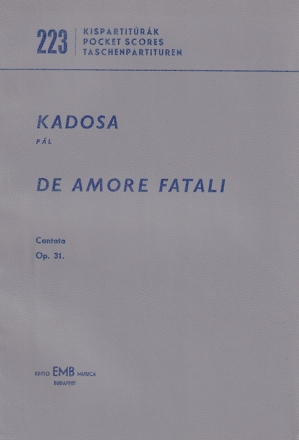 223
KISPARTITÚRÁK
POCKET SCORES
TASCHENPARTITUREN
KADOSA
PÁL
DE AMORE FATALI
Cantata
Op. 31.
EDITIO EMB MUSICA
BUDAPEST